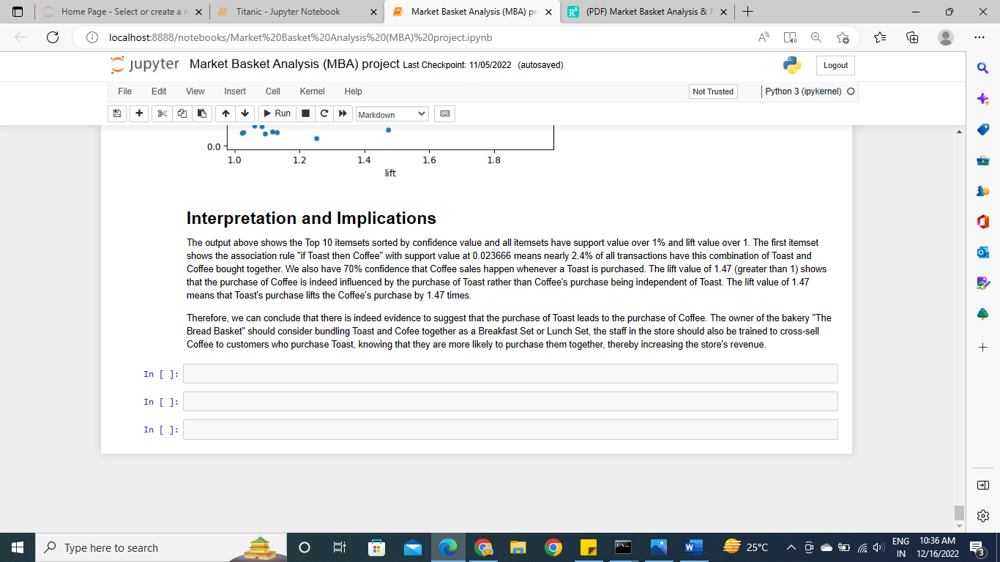 Home Page - Select or create a n
Titanic - Jupyter Notebook
Market Basket Analysis (MBA) pr
(PDF) Market Basket Analysis & R
localhost:8888/notebooks/Market%20Basket%20Analysis%20(MBA)%20project.ipynb
jupyter Market Basket Analysis (MBA) project Last Checkpoint: 11/05/2022 (autosaved)
Logout
File Edit View Insert Cell Kernel Help
Not Trusted
Python 3 (ipykernel)
Run
Markdown
0.0
1.0 1.2 1.4 1.6 1.8
lift
Interpretation and Implications
The output above shows the Top 10 itemsets sorted by confidence value and all itemsets have support value over 1% and lift value over 1. The first itemset
shows the association rule "if Toast then Coffee" with support value at 0.023666 means nearly 2.4% of all transactions have this combination of Toast and
Coffee bought together. We also have 70% confidence that Coffee sales happen whenever a Toast is purchased. The lift value of 1.47 (greater than 1) shows
that the purchase of Coffee is indeed influenced by the purchase of Toast rather than Coffee's purchase being independent of Toast. The lift value of 1.47
means that Toast's purchase lifts the Coffee's purchase by 1.47 times.
Therefore, we can conclude that there is indeed evidence to suggest that the purchase of Toast leads to the purchase of Coffee. The owner of the bakery "The
Bread Basket" should consider bundling Toast and Cofee together as a Breakfast Set or Lunch Set, the staff in the store should also be trained to cross-sell
Coffee to customers who purchase Toast, knowing that they are more likely to purchase them together, thereby increasing the store's revenue.
In [ ]:
In [ ]:
In [ ]:
Type here to search
25°C
ENG
IN
10:36 AM
12/16/2022
3